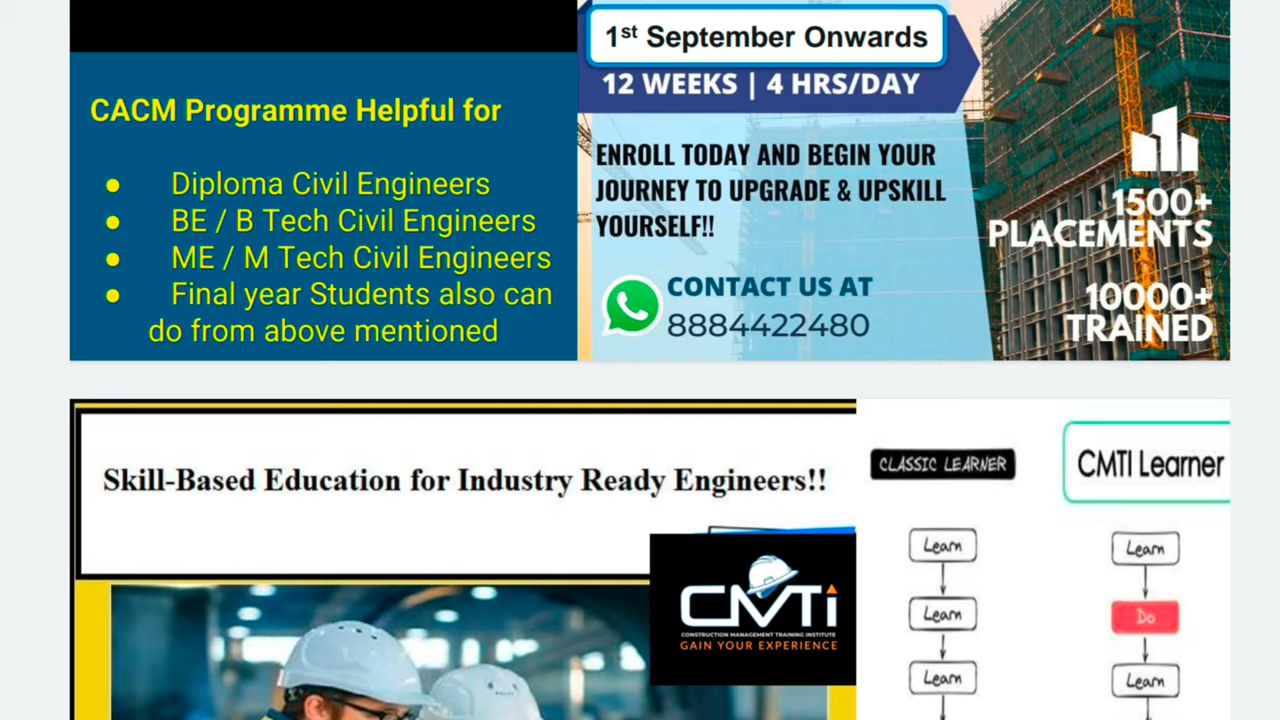 CACM Programme Helpful for
● Diploma Civil Engineers
● BE / B Tech Civil Engineers
● ME / M Tech Civil Engineers
● Final year Students also can
do from above mentioned
1st September Onwards
12 WEEKS | 4 HRS/DAY
ENROLL TODAY AND BEGIN YOUR
JOURNEY TO UPGRADE & UPSKILL
YOURSELF!!
CONTACT US AT
8884422480
1500+
PLACEMENTS
10000+
TRAINED
Skill-Based Education for Industry Ready Engineers!!
CMTi
CONSTRUCTION MANAGEMENT TRAINING INSTITUTE
GAIN YOUR EXPERIENCE
CLASSIC LEARNER
Learn
Learn
Learn
CMTI Learner
Learn
Do
Learn